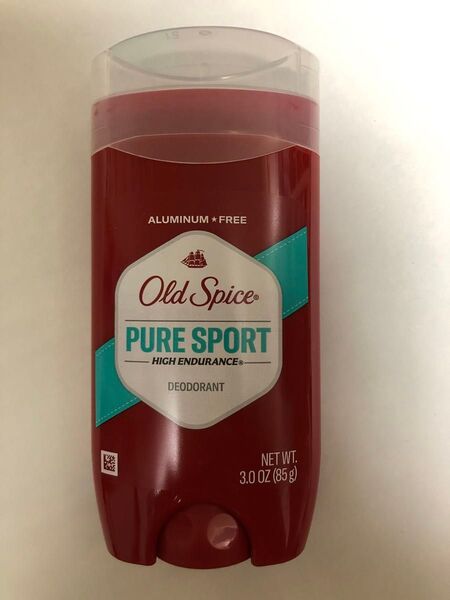 ALUMINUM ★ FREE
Old Spice®
PURE SPORT
HIGH ENDURANCE®
DEODORANT
NET WT.
3.0 OZ (85 g)